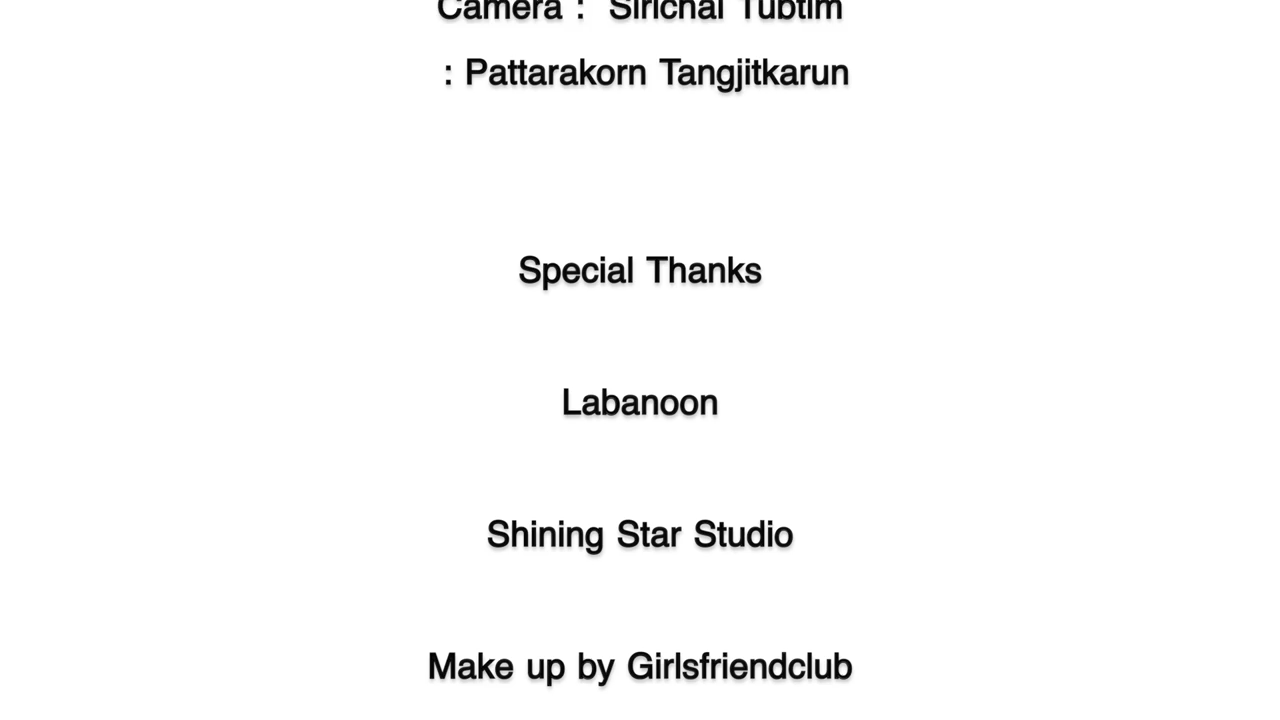 Camera : Sirichai Tubtim
: Pattarakorn Tangjitkarun
Special Thanks
Labanoon
Shining Star Studio
Make up by Girlsfriendclub